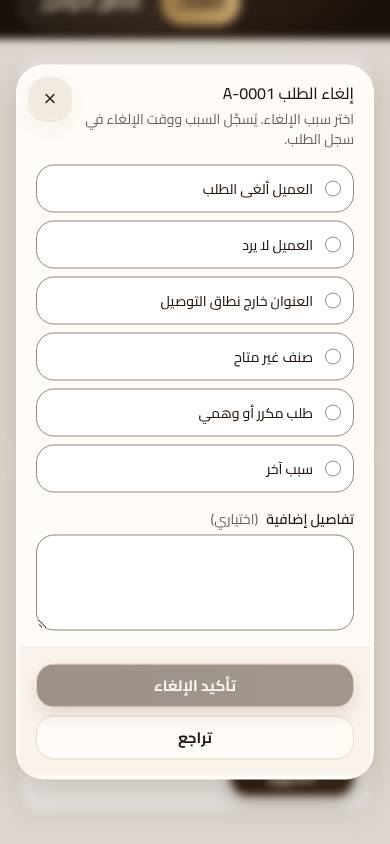 إلغاء الطلب A-0001
اختر سبب الإلغاء. يُسجَّل السبب ووقت الإلغاء في
سجل الطلب.
العميل ألغى الطلب
العميل لا يرد
العنوان خارج نطاق التوصيل
صنف غير متاح
طلب مكرر أو وهمي
سبب آخر
تفاصيل إضافية (اختياري)
تأكيد الإلغاء
تراجع